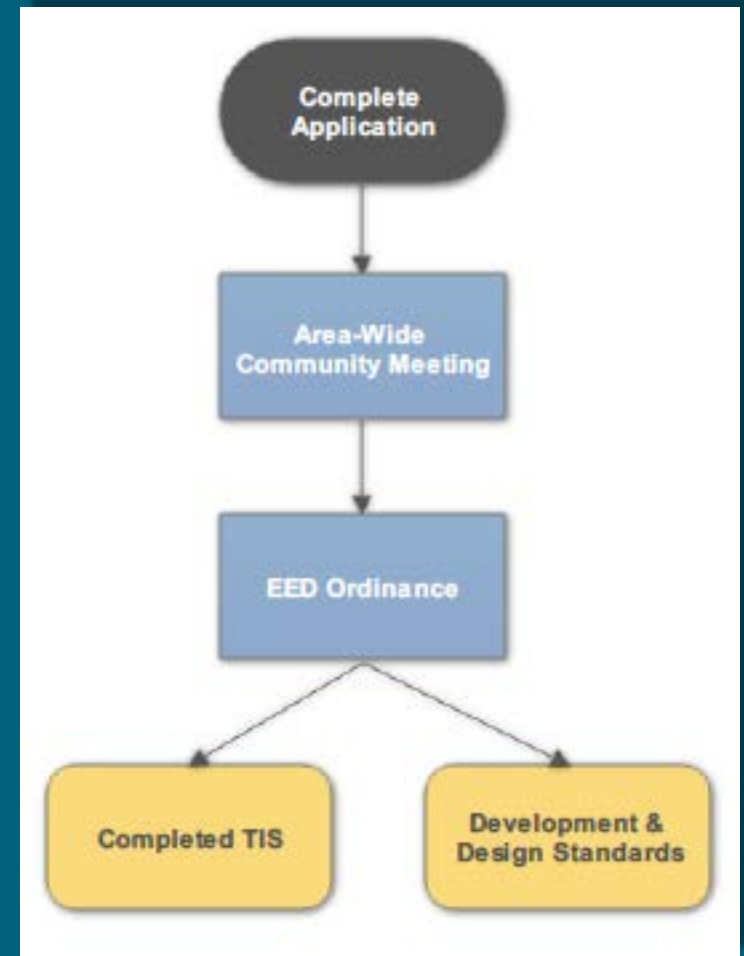 Complete
Application
Area-Wide
Community Meeting
EED Ordinance
Completed TIS
Development &
Design Standards